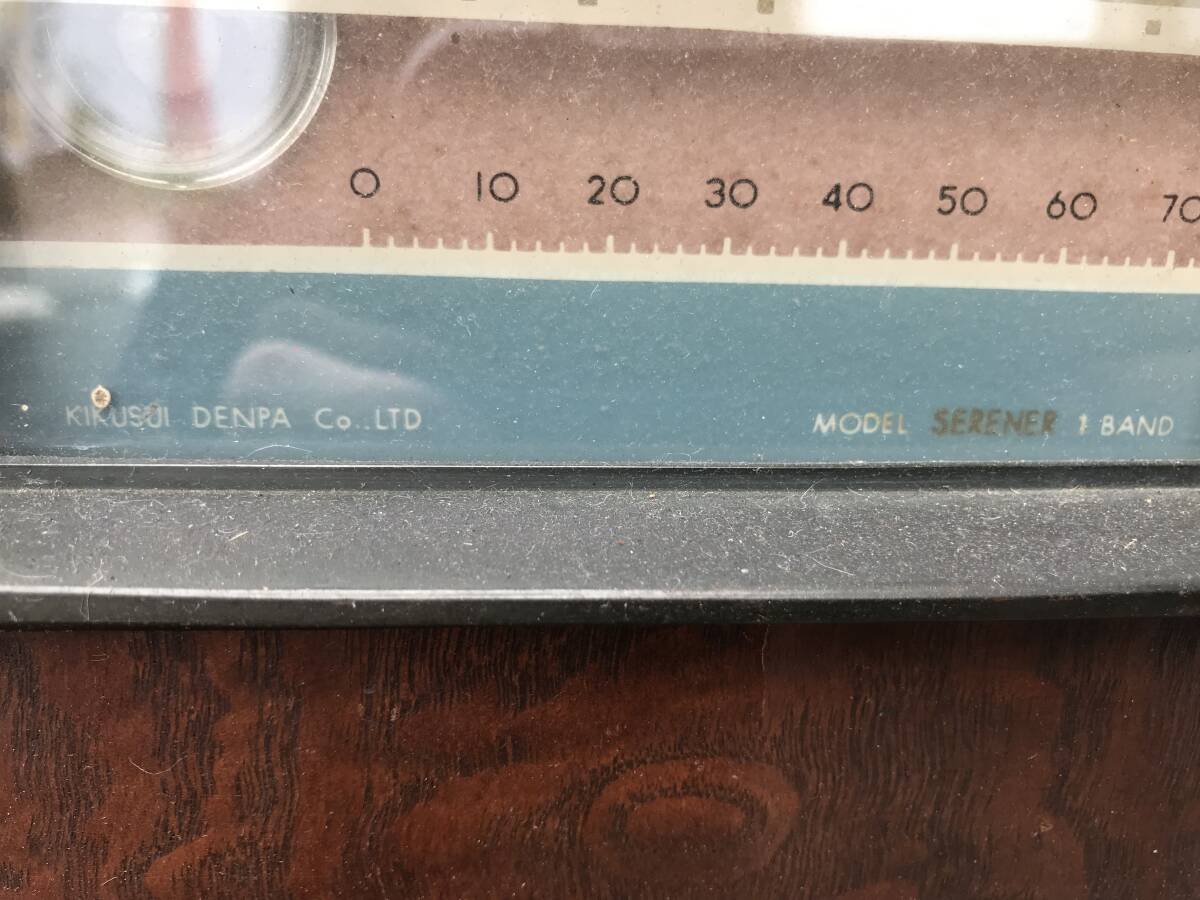 0 10 20 30 40 50 60 70
KIKUSUI DENPA Co.,LTD MODEL SERENER 1 BAND